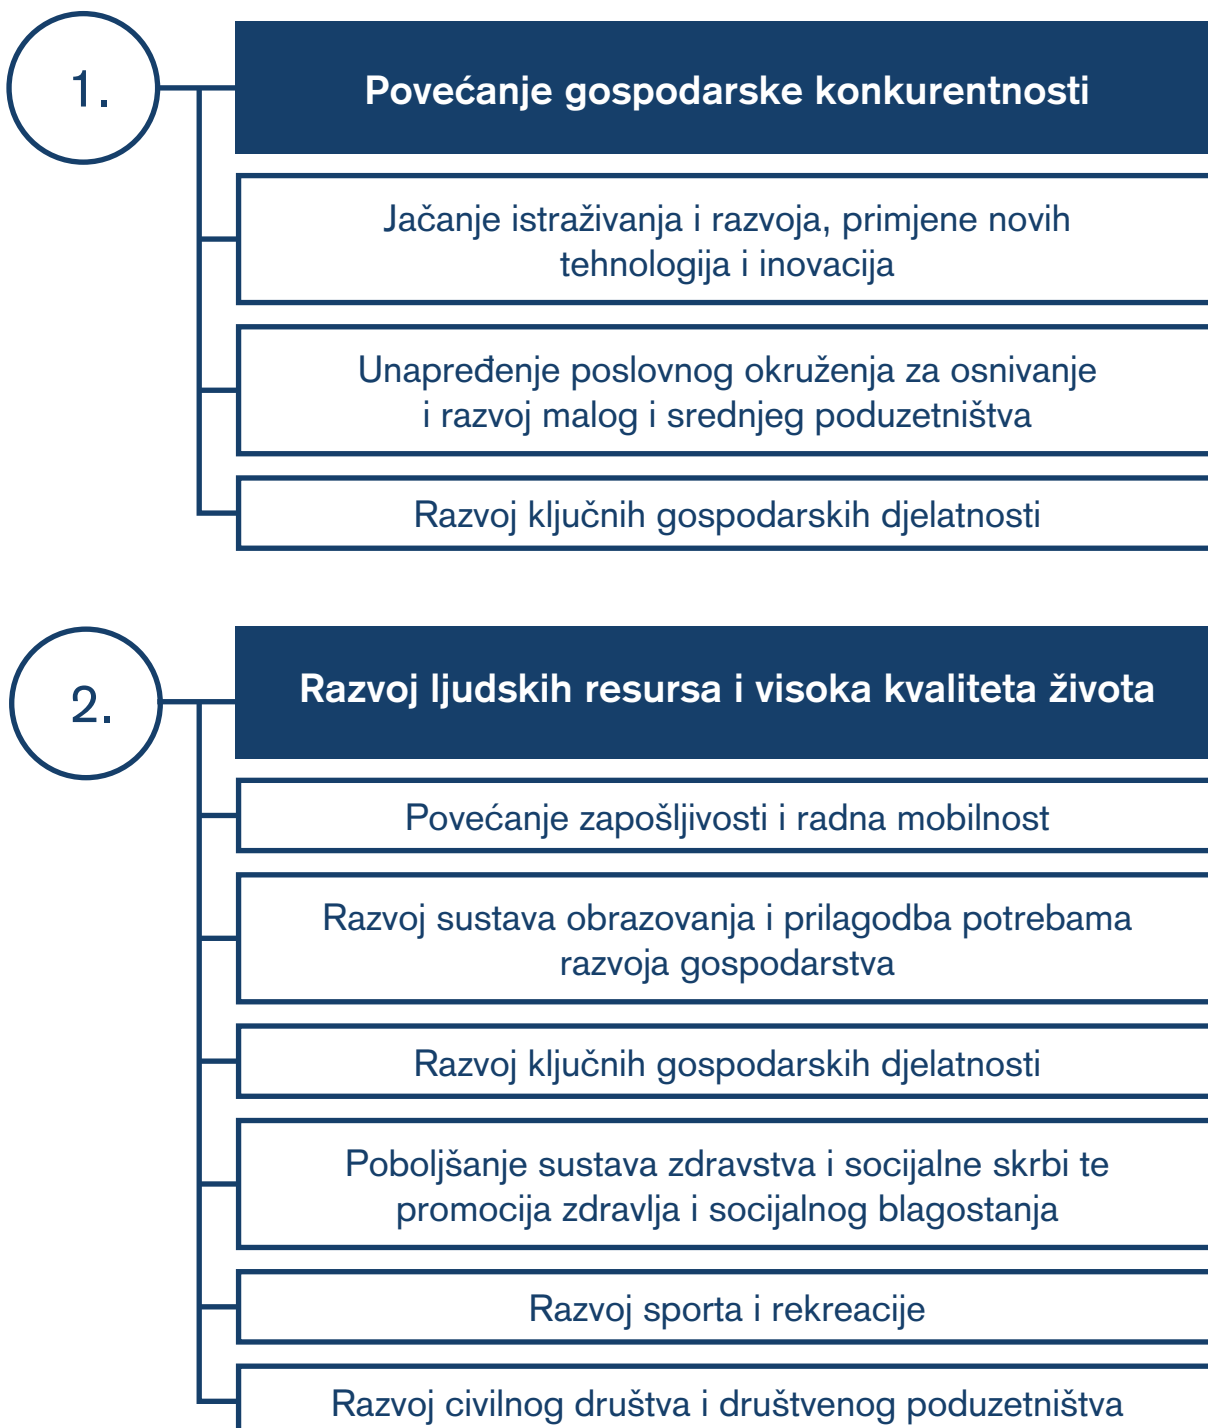 1.
Povećanje gospodarske konkurentnosti
Jačanje istraživanja i razvoja, primjene novih
tehnologija i inovacija
Unapređenje poslovnog okruženja za osnivanje
i razvoj malog i srednjeg poduzetništva
Razvoj ključnih gospodarskih djelatnosti
2.
Razvoj ljudskih resursa i visoka kvaliteta života
Povećanje zapošljivosti i radna mobilnost
Razvoj sustava obrazovanja i prilagodba potrebama
razvoja gospodarstva
Razvoj ključnih gospodarskih djelatnosti
Poboljšanje sustava zdravstva i socijalne skrbi te
promocija zdravlja i socijalnog blagostanja
Razvoj sporta i rekreacije
Razvoj civilnog društva i društvenog poduzetništva